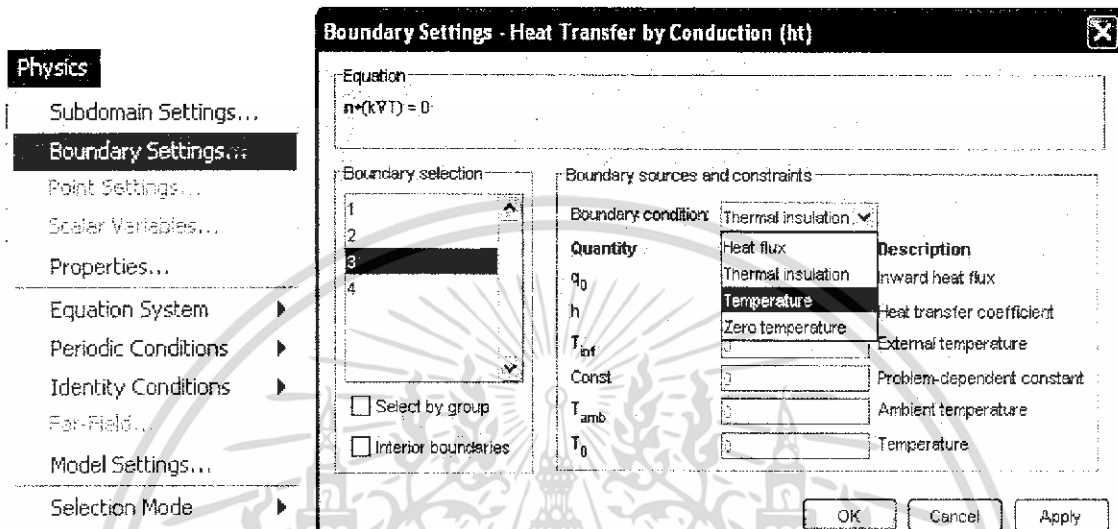 Physics
Subdomain Settings...
Boundary Settings...
Point Settings...
Scalar Variables...
Properties...
Equation System
Periodic Conditions
Identity Conditions
Far-Field...
Model Settings...
Selection Mode
Boundary Settings - Heat Transfer by Conduction (ht)
Equation
n•(k∇T) = 0
Boundary selection
1
2
3
4
Select by group
Interior boundaries
Boundary sources and constraints
Boundary condition: Thermal insulation
Quantity Description
Heat flux
Thermal insulation
Temperature
Zero temperature
q0 Inward heat flux
h Heat transfer coefficient
Tinf 0 External temperature
Const 0 Problem-dependent constant
Tamb 0 Ambient temperature
T0 0 Temperature
OK Cancel Apply